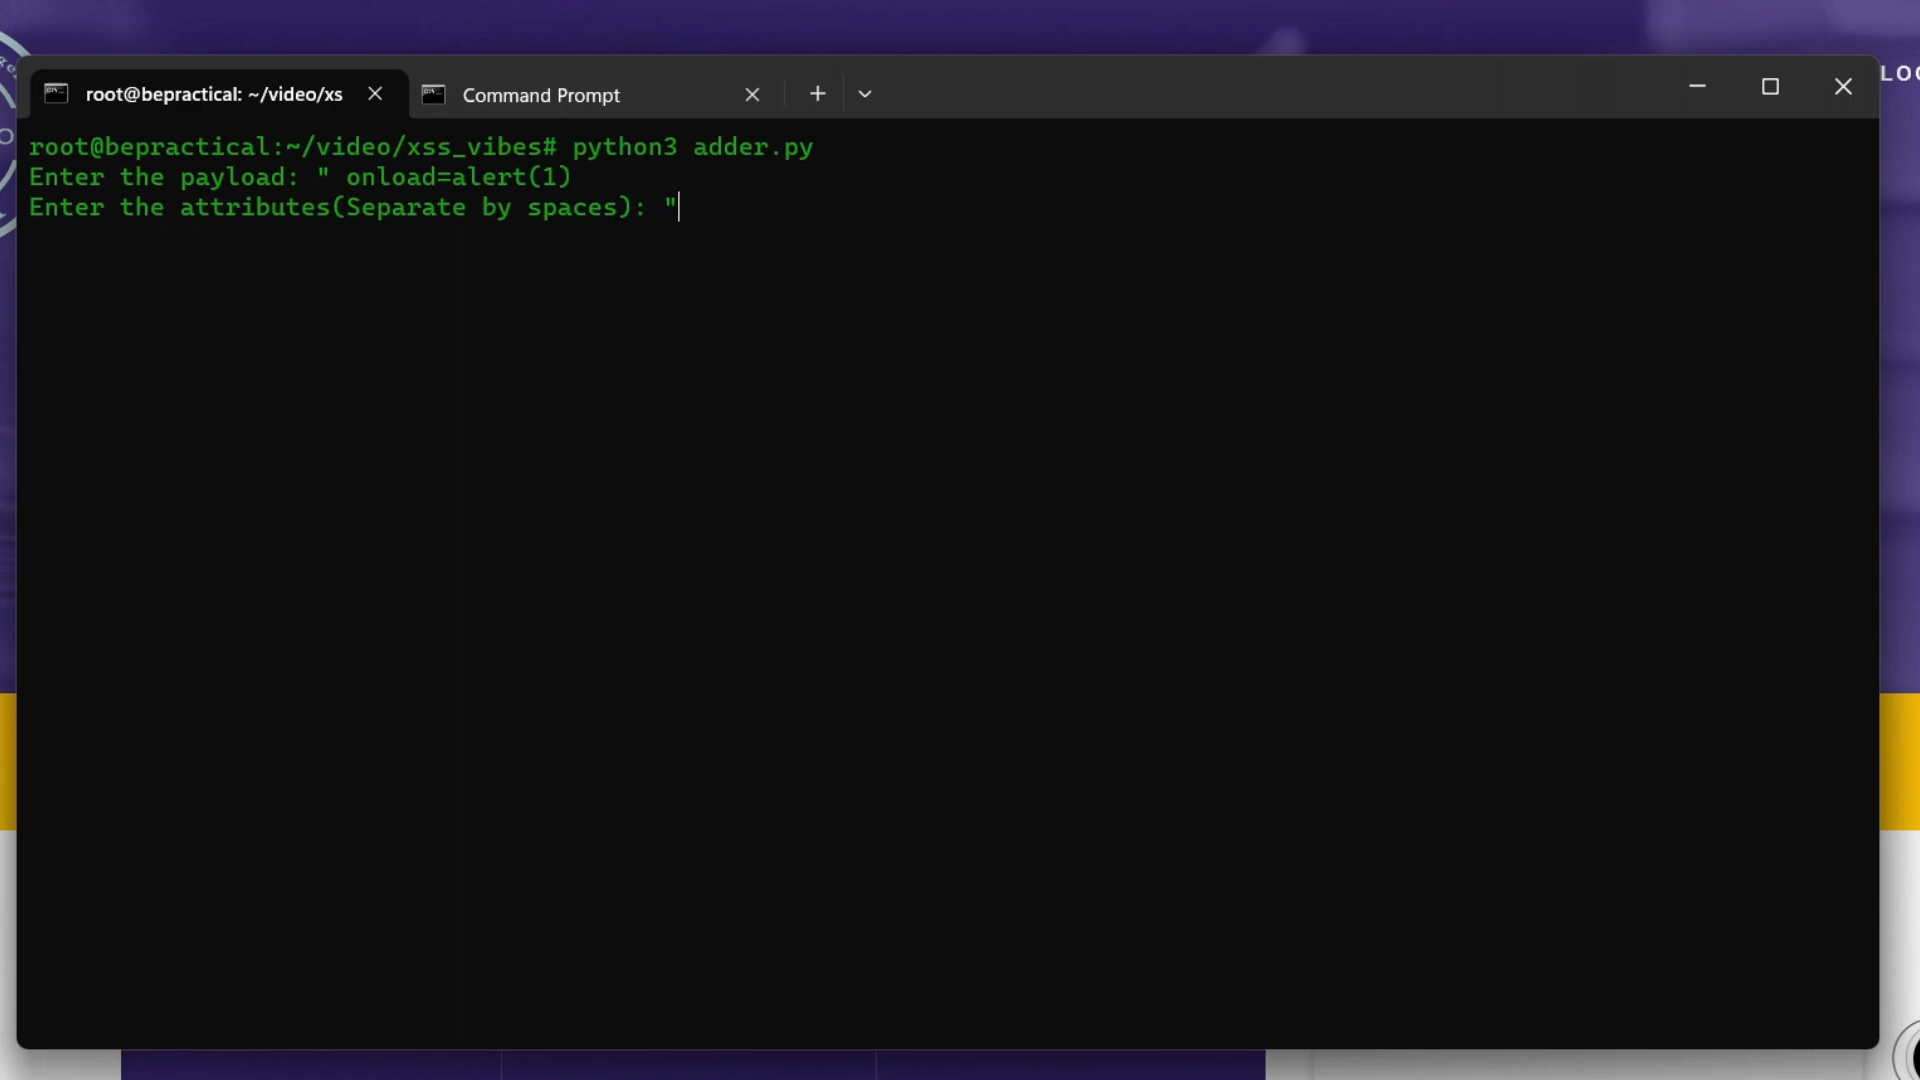 LOG
root@bepractical: ~/video/xs
Command Prompt
root@bepractical:~/video/xss_vibes# python3 adder.py
Enter the payload: " onload=alert(1)
Enter the attributes(Separate by spaces): "